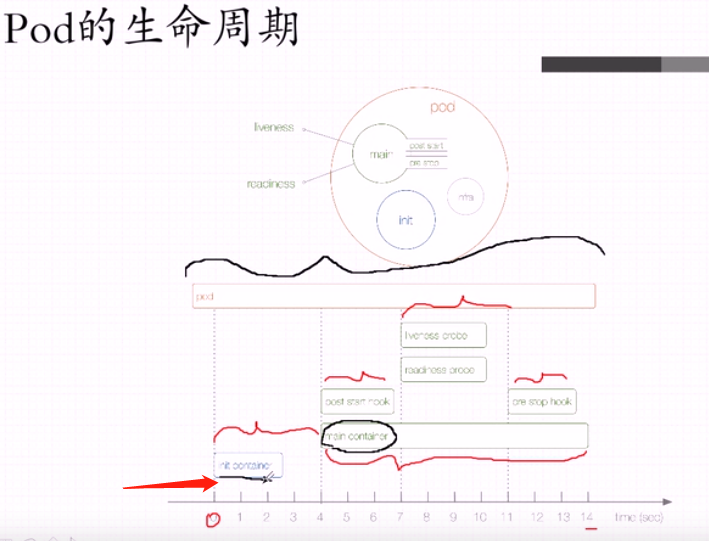 Pod的生命周期
pod
liveness
main
post start
pre stop
readiness
infra
init
pod
liveness probe
readiness probe
post start hook
pre stop hook
main container
init container
0 1 2 3 4 5 6 7 8 9 10 11 12 13 14 time (sec)